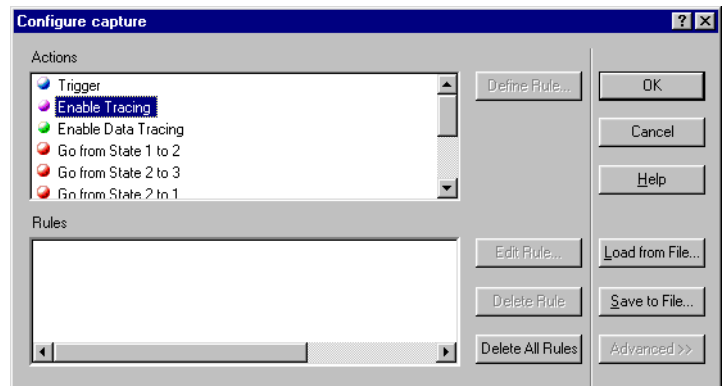 Configure capture
Actions
Trigger
Enable Tracing
Enable Data Tracing
Go from State 1 to 2
Go from State 2 to 3
Go from State 2 to 1
Define Rule...
OK
Cancel
Help
Rules
Edit Rule...
Delete Rule
Delete All Rules
Load from File...
Save to File...
Advanced >>